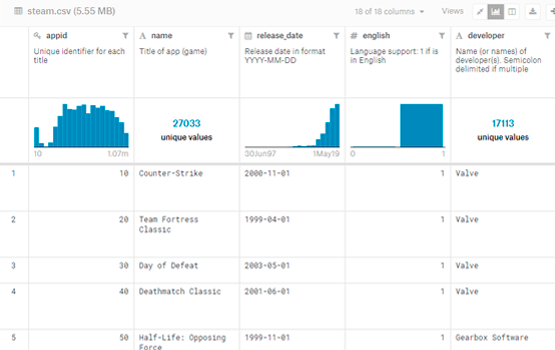 steam.csv (5.55 MB)
18 of 18 columns
Views
appid
name
release_date
# english
developer
Unique identifier for each title
Title of app (game)
Release date in format YYYY-MM-DD
Language support: 1 if is in English
Name (or names) of developer(s). Semicolon delimited if multiple
27033
unique values
17113
unique values
10
1.07m
30Jun97
1May19
0
1
1 10 Counter-Strike 2000-11-01 1 Valve
2 20 Team Fortress Classic 1999-04-01 1 Valve
3 30 Day of Defeat 2003-05-01 1 Valve
4 40 Deathmatch Classic 2001-06-01 1 Valve
5 50 Half-Life: Opposing Force 1999-11-01 1 Gearbox Software